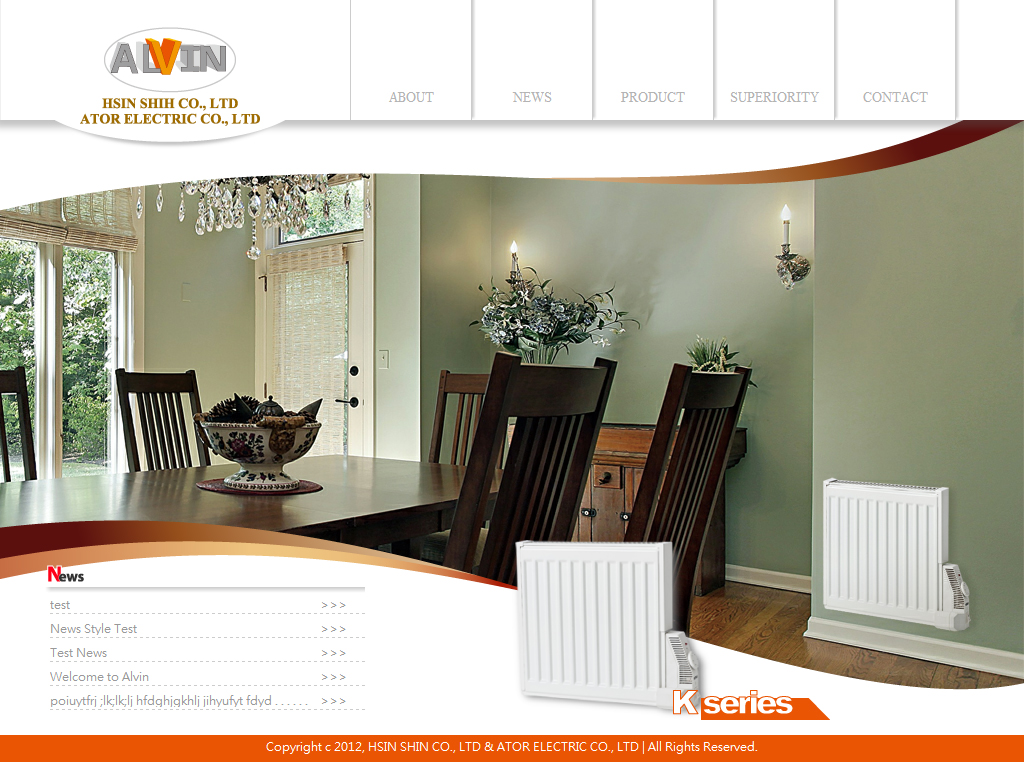 ALVIN
HSIN SHIH CO., LTD
ATOR ELECTRIC CO., LTD
ABOUT
NEWS
PRODUCT
SUPERIORITY
CONTACT
News
test >>>
News Style Test >>>
Test News >>>
Welcome to Alvin >>>
poiuytfrj ;lk;lk;lj hfdghjgkhlj jihyufyt fdyd . . . . . . >>>
K series
Copyright c 2012, HSIN SHIN CO., LTD & ATOR ELECTRIC CO., LTD | All Rights Reserved.